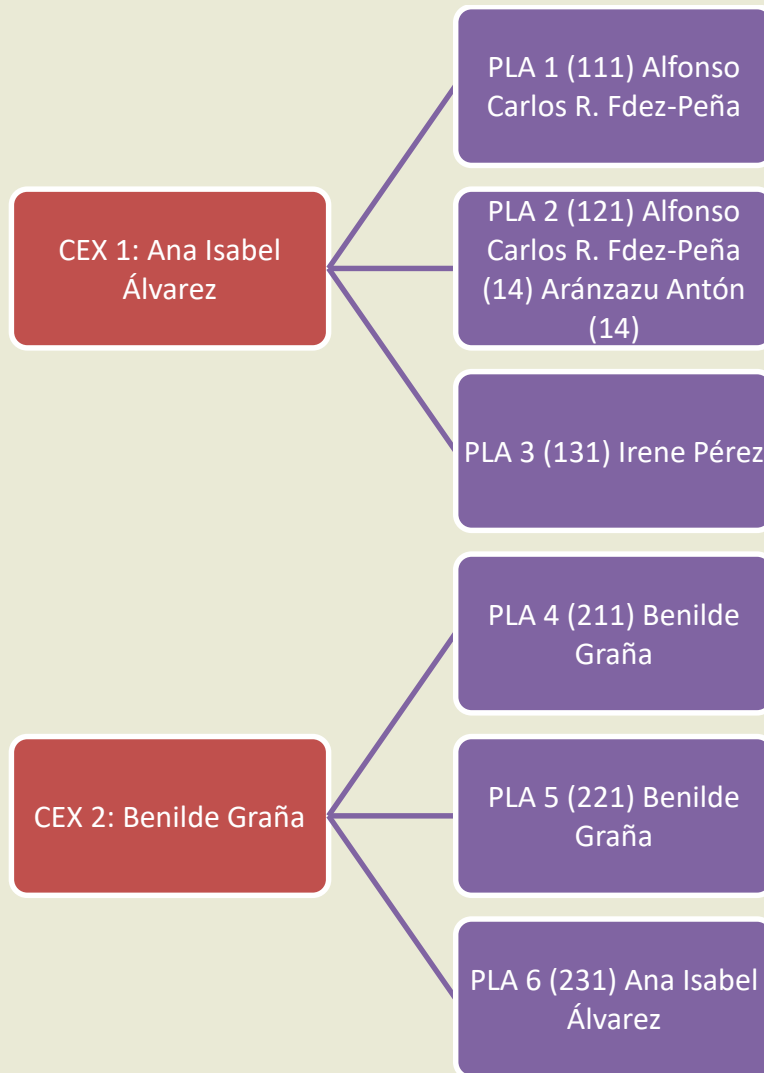 PLA 1 (111) Alfonso
Carlos R. Fdez-Peña
CEX 1: Ana Isabel
Álvarez
PLA 2 (121) Alfonso
Carlos R. Fdez-Peña
(14) Aránzazu Antón
(14)
PLA 3 (131) Irene Pérez
PLA 4 (211) Benilde
Graña
CEX 2: Benilde Graña
PLA 5 (221) Benilde
Graña
PLA 6 (231) Ana Isabel
Álvarez